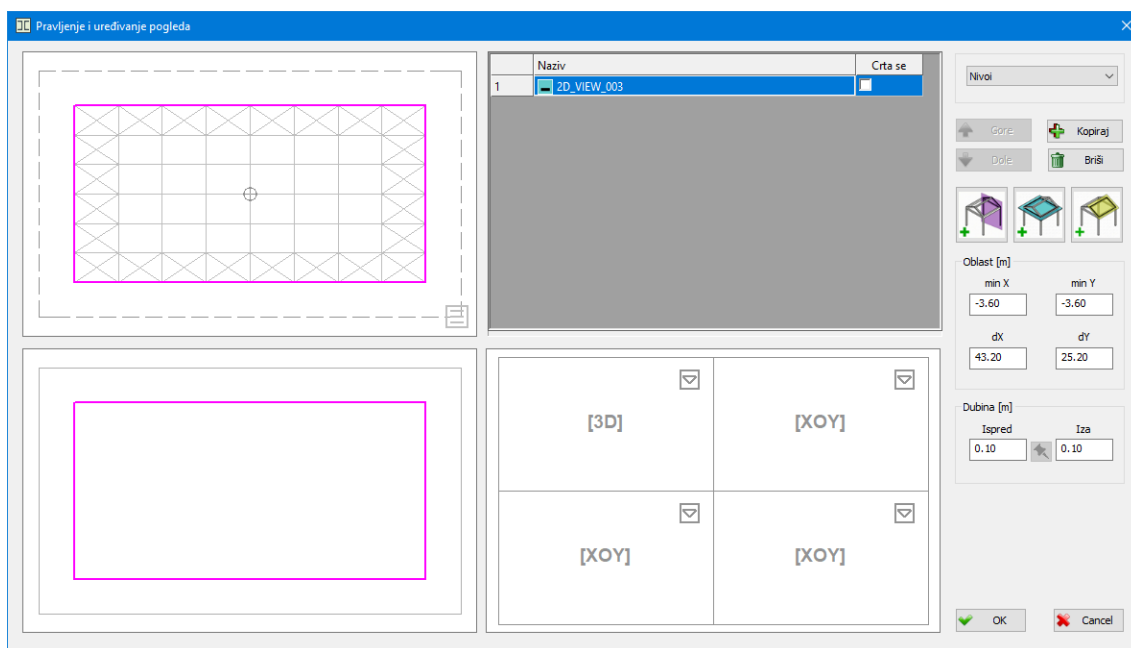 Pravljenje i uređivanje pogleda
Naziv Crta se
1 2D_VIEW_003
Nivoi
Gore Kopiraj
Dole Briši
Oblast [m]
min X min Y
-3.60 -3.60
dX dY
43.20 25.20
Dubina [m]
Ispred Iza
0.10 0.10
[3D] [XOY]
[XOY] [XOY]
OK Cancel